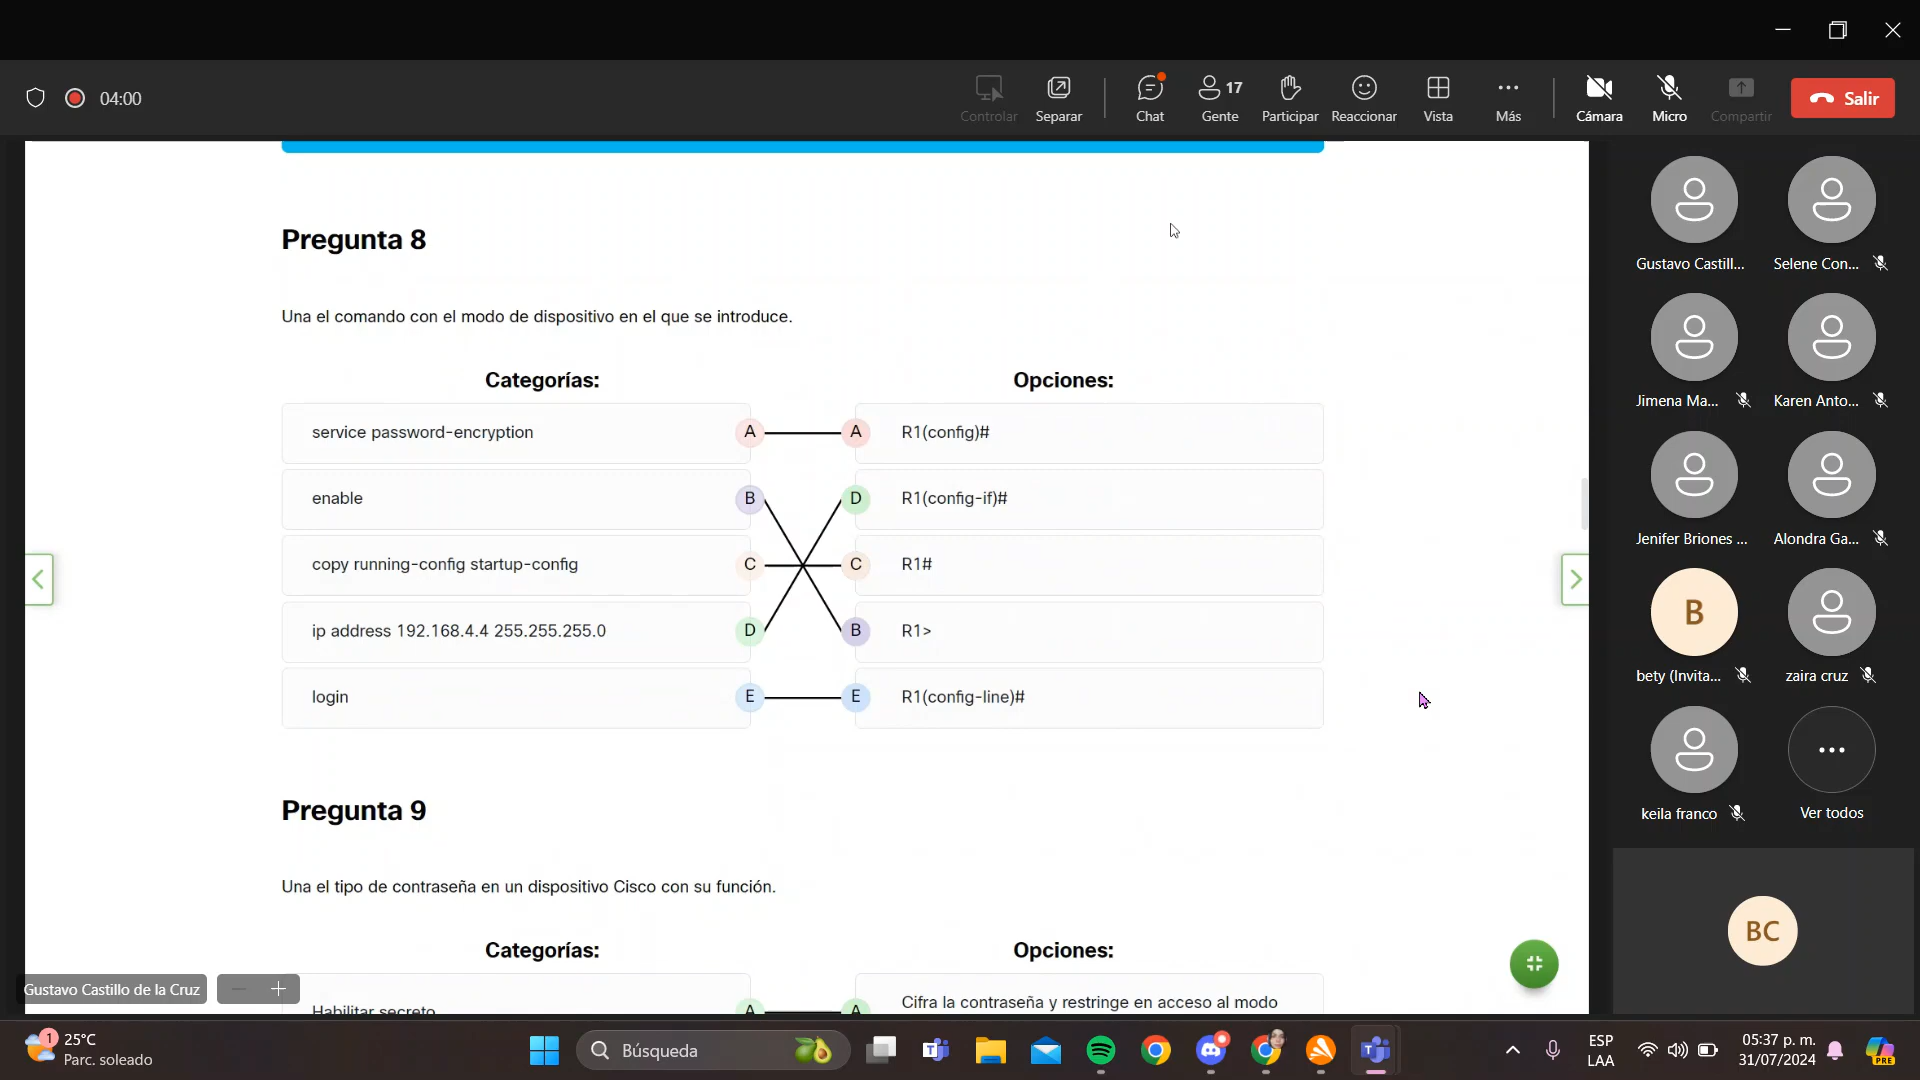 04:00
Controlar
Separar
Chat
17
Gente
Participar
Reaccionar
Vista
Más
Cámara
Micro
Compartir
Salir
Pregunta 8
Una el comando con el modo de dispositivo en el que se introduce.
Categorías:
Opciones:
service password-encryption
A
A
R1(config)#
enable
B
D
R1(config-if)#
copy running-config startup-config
C
C
R1#
ip address 192.168.4.4 255.255.255.0
D
B
R1>
login
E
E
R1(config-line)#
Pregunta 9
Una el tipo de contraseña en un dispositivo Cisco con su función.
Categorías:
Opciones:
Habilitar secreto
A
A
Cifra la contraseña y restringe en acceso al modo
Gustavo Castillo de la Cruz
Gustavo Castill...
Selene Con...
Jimena Ma...
Karen Anto...
Jenifer Briones ...
Alondra Ga...
B
bety (Invita...
zaira cruz
keila franco
Ver todos
BC
1
25°C
Parc. soleado
Búsqueda
ESP
LAA
05:37 p. m.
31/07/2024
PRE